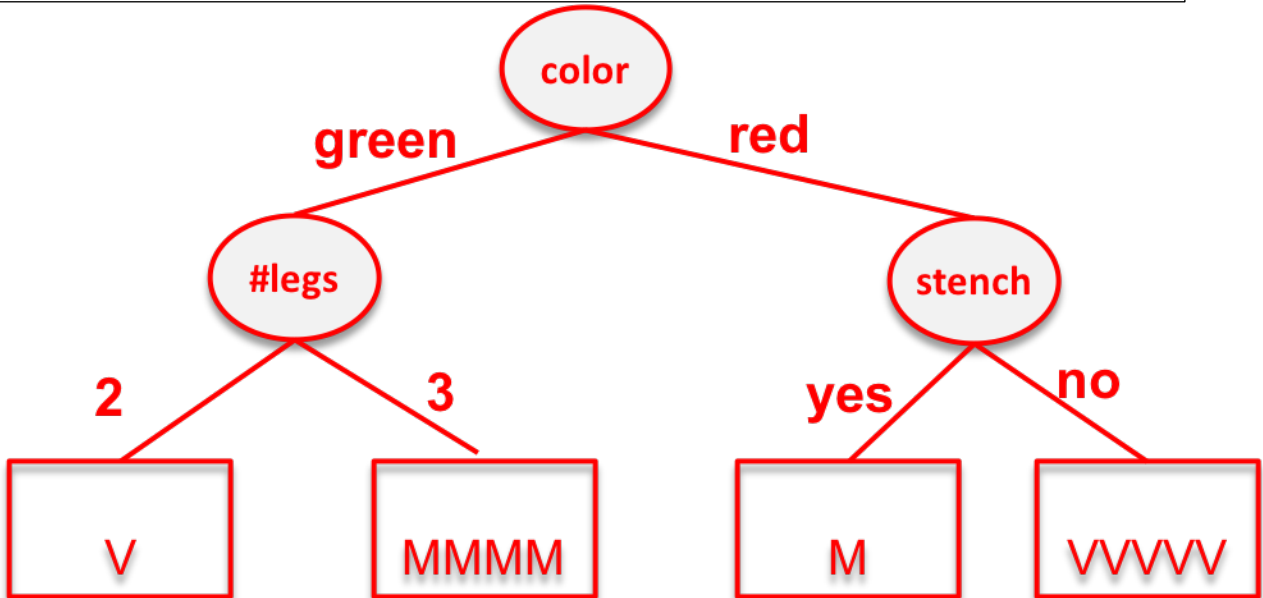 color
green
red
#legs
stench
2
3
yes
no
V
MMMM
M
VVVVV